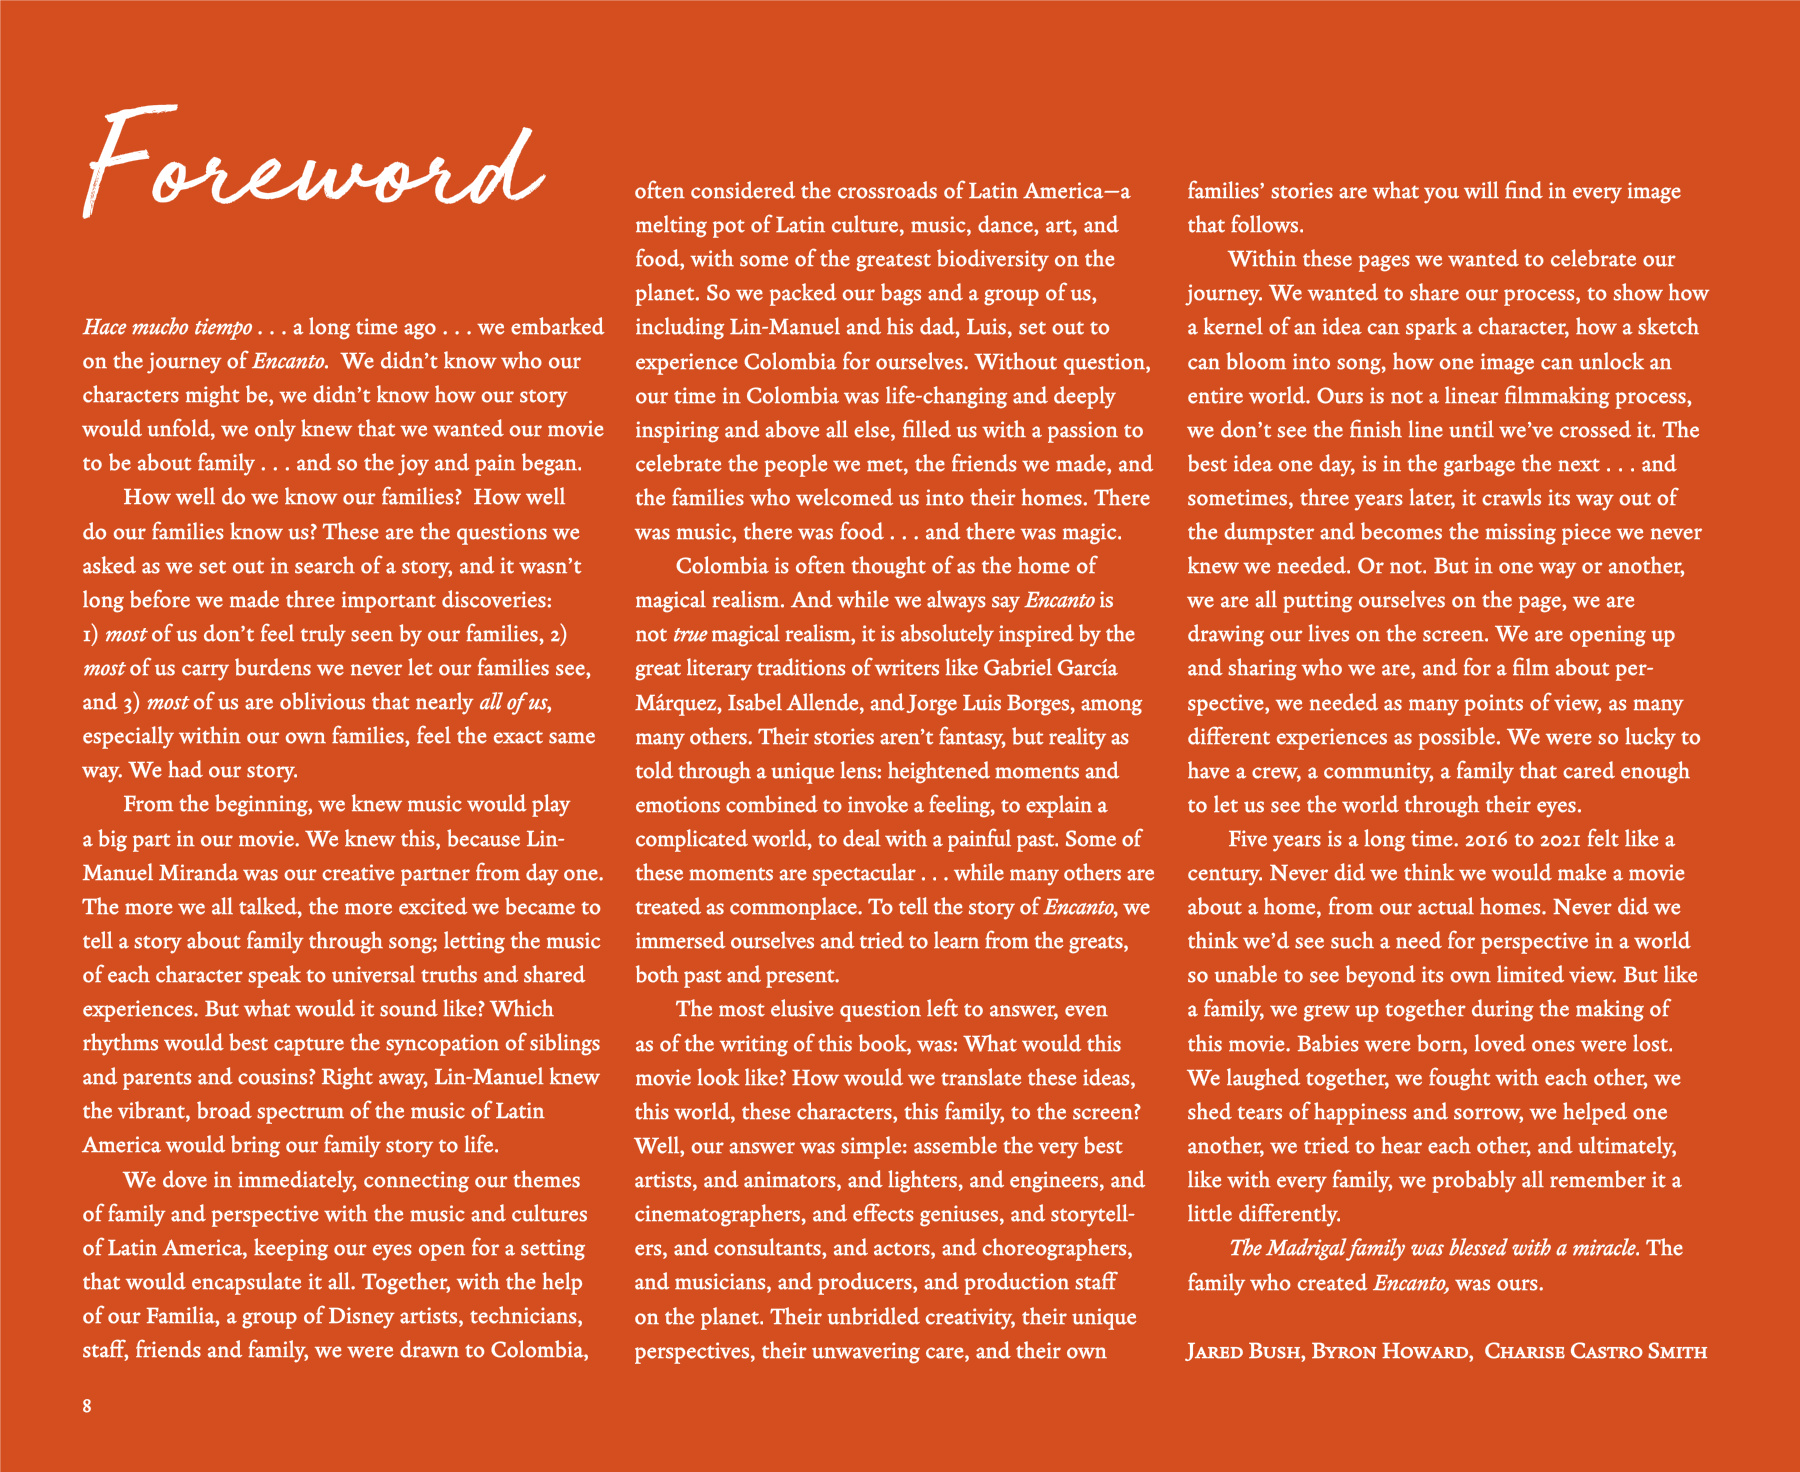 Foreword
Hace mucho tiempo . . . a long time ago . . . we embarked
on the journey of Encanto.  We didn’t know who our
characters might be, we didn’t know how our story
would unfold, we only knew that we wanted our movie
to be about family . . . and so the joy and pain began.
How well do we know our families?  How well
do our families know us? These are the questions we
asked as we set out in search of a story, and it wasn’t
long before we made three important discoveries:
1) most of us don’t feel truly seen by our families, 2)
most of us carry burdens we never let our families see,
and 3) most of us are oblivious that nearly all of us,
especially within our own families, feel the exact same
way. We had our story.
From the beginning, we knew music would play
a big part in our movie. We knew this, because Lin-
Manuel Miranda was our creative partner from day one.
The more we all talked, the more excited we became to
tell a story about family through song; letting the music
of each character speak to universal truths and shared
experiences. But what would it sound like? Which
rhythms would best capture the syncopation of siblings
and parents and cousins? Right away, Lin-Manuel knew
the vibrant, broad spectrum of the music of Latin
America would bring our family story to life.
We dove in immediately, connecting our themes
of family and perspective with the music and cultures
of Latin America, keeping our eyes open for a setting
that would encapsulate it all. Together, with the help
of our Familia, a group of Disney artists, technicians,
staff, friends and family, we were drawn to Colombia,
often considered the crossroads of Latin America—a
melting pot of Latin culture, music, dance, art, and
food, with some of the greatest biodiversity on the
planet. So we packed our bags and a group of us,
including Lin-Manuel and his dad, Luis, set out to
experience Colombia for ourselves. Without question,
our time in Colombia was life-changing and deeply
inspiring and above all else, filled us with a passion to
celebrate the people we met, the friends we made, and
the families who welcomed us into their homes. There
was music, there was food . . . and there was magic.
Colombia is often thought of as the home of
magical realism. And while we always say Encanto is
not true magical realism, it is absolutely inspired by the
great literary traditions of writers like Gabriel García
Márquez, Isabel Allende, and Jorge Luis Borges, among
many others. Their stories aren’t fantasy, but reality as
told through a unique lens: heightened moments and
emotions combined to invoke a feeling, to explain a
complicated world, to deal with a painful past. Some of
these moments are spectacular . . . while many others are
treated as commonplace. To tell the story of Encanto, we
immersed ourselves and tried to learn from the greats,
both past and present.
The most elusive question left to answer, even
as of the writing of this book, was: What would this
movie look like? How would we translate these ideas,
this world, these characters, this family, to the screen?
Well, our answer was simple: assemble the very best
artists, and animators, and lighters, and engineers, and
cinematographers, and effects geniuses, and storytell-
ers, and consultants, and actors, and choreographers,
and musicians, and producers, and production staff
on the planet. Their unbridled creativity, their unique
perspectives, their unwavering care, and their own
families’ stories are what you will find in every image
that follows.
Within these pages we wanted to celebrate our
journey. We wanted to share our process, to show how
a kernel of an idea can spark a character, how a sketch
can bloom into song, how one image can unlock an
entire world. Ours is not a linear filmmaking process,
we don’t see the finish line until we’ve crossed it. The
best idea one day, is in the garbage the next . . . and
sometimes, three years later, it crawls its way out of
the dumpster and becomes the missing piece we never
knew we needed. Or not. But in one way or another,
we are all putting ourselves on the page, we are
drawing our lives on the screen. We are opening up
and sharing who we are, and for a film about per-
spective, we needed as many points of view, as many
different experiences as possible. We were so lucky to
have a crew, a community, a family that cared enough
to let us see the world through their eyes.
Five years is a long time. 2016 to 2021 felt like a
century. Never did we think we would make a movie
about a home, from our actual homes. Never did we
think we’d see such a need for perspective in a world
so unable to see beyond its own limited view. But like
a family, we grew up together during the making of
this movie. Babies were born, loved ones were lost.
We laughed together, we fought with each other, we
shed tears of happiness and sorrow, we helped one
another, we tried to hear each other, and ultimately,
like with every family, we probably all remember it a
little differently.
The Madrigal family was blessed with a miracle. The
family who created Encanto, was ours.
Jared Bush, Byron Howard,  Charise Castro Smith
8